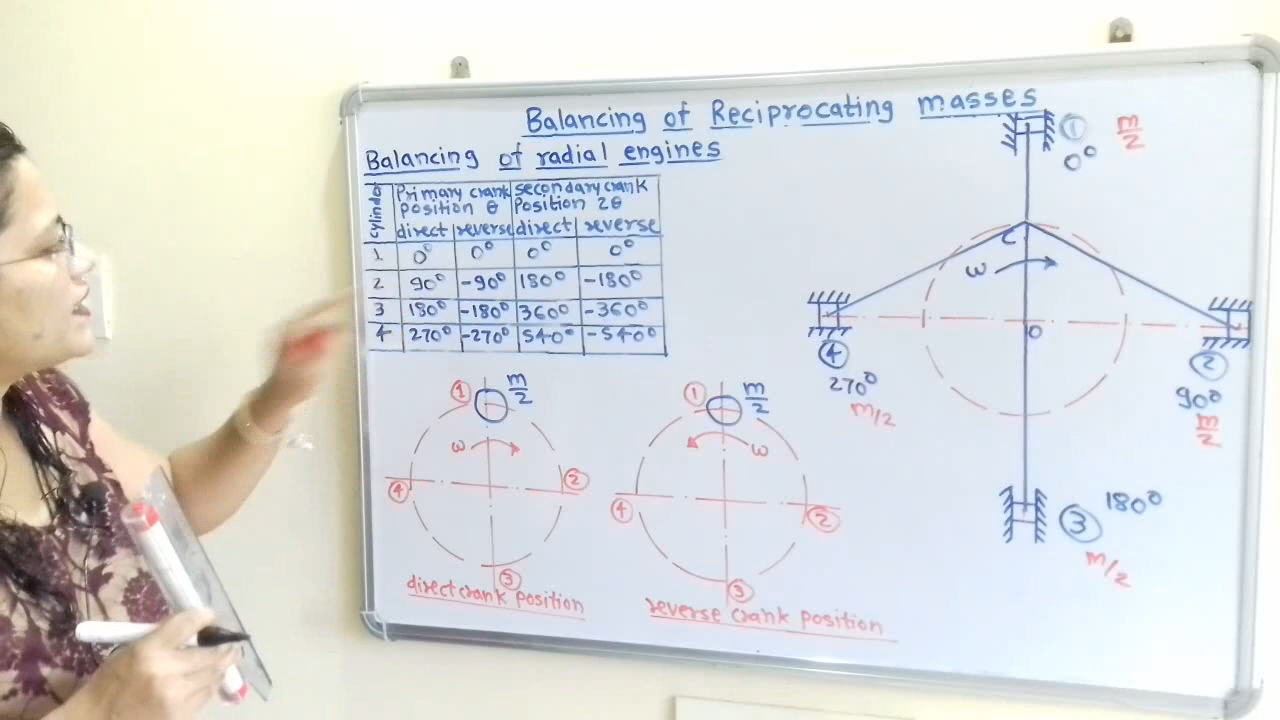 Balancing of Reciprocating masses
Balancing of radial engines
cylinder
Primary crank position θ
secondary crank Position 2θ
direct reverse direct reverse
1 0° 0° 0° 0°
2 90° -90° 180° -180°
3 180° -180° 360° -360°
4 270° -270° 540° -540°
1 m/2
ω
4 2
3
direct crank position
1 m/2
ω
4 2
3
reverse crank position
1 m/2
0°
C
ω
O
4
270°
m/2
2
90°
m/2
3 180°
m/2